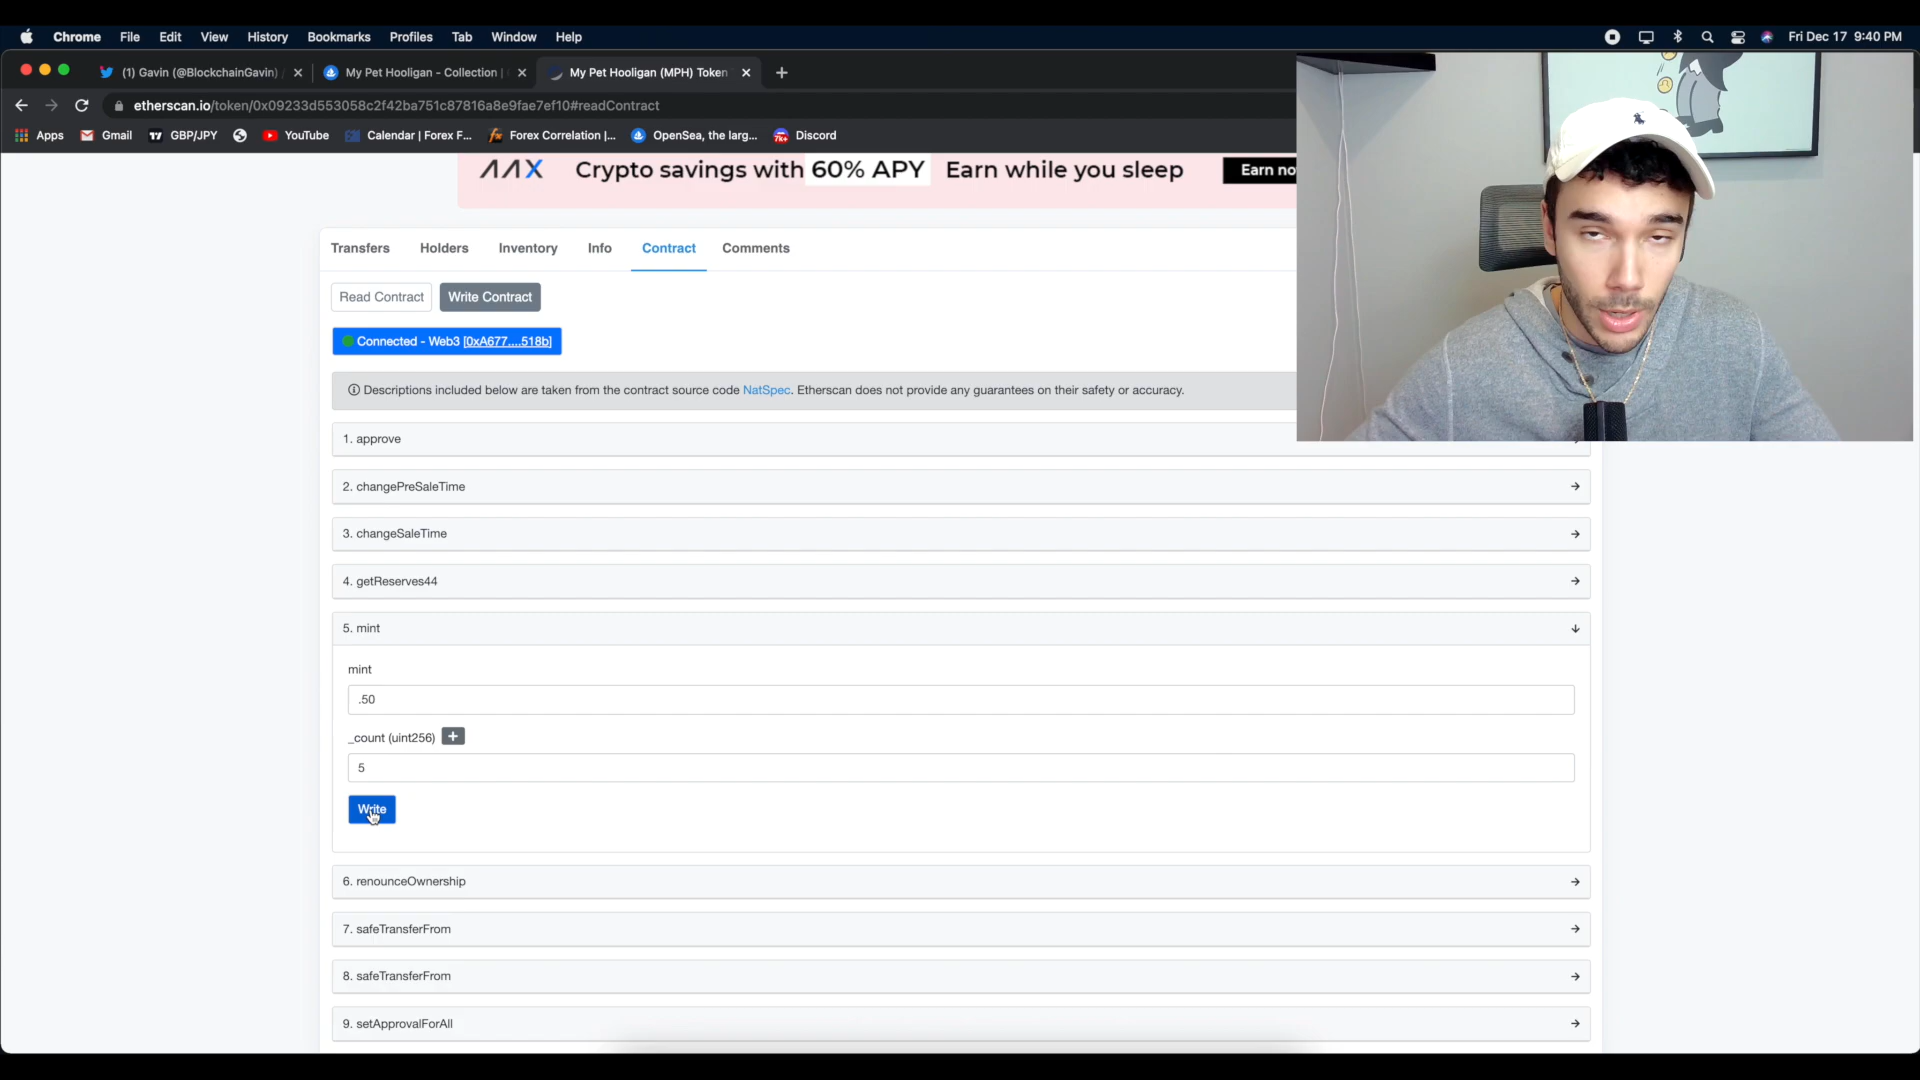 Chrome File Edit View History Bookmarks Profiles Tab Window Help Fri Dec 17 9:40 PM
(1) Gavin (@BlockchainGavin) My Pet Hooligan - Collection | My Pet Hooligan (MPH) Token
etherscan.io/token/0x09233d553058c2f42ba751c87816a8e9fae7ef10#readContract
Apps Gmail GBP/JPY YouTube Calendar | Forex F... Forex Correlation |... OpenSea, the larg... Discord
AAX Crypto savings with 60% APY Earn while you sleep Earn no
Transfers Holders Inventory Info Contract Comments
Read Contract Write Contract
Connected - Web3 [0xA677....518b]
Descriptions included below are taken from the contract source code NatSpec. Etherscan does not provide any guarantees on their safety or accuracy.
1. approve
2. changePreSaleTime
3. changeSaleTime
4. getReserves44
5. mint
mint
.50
_count (uint256) +
5
Write
6. renounceOwnership
7. safeTransferFrom
8. safeTransferFrom
9. setApprovalForAll